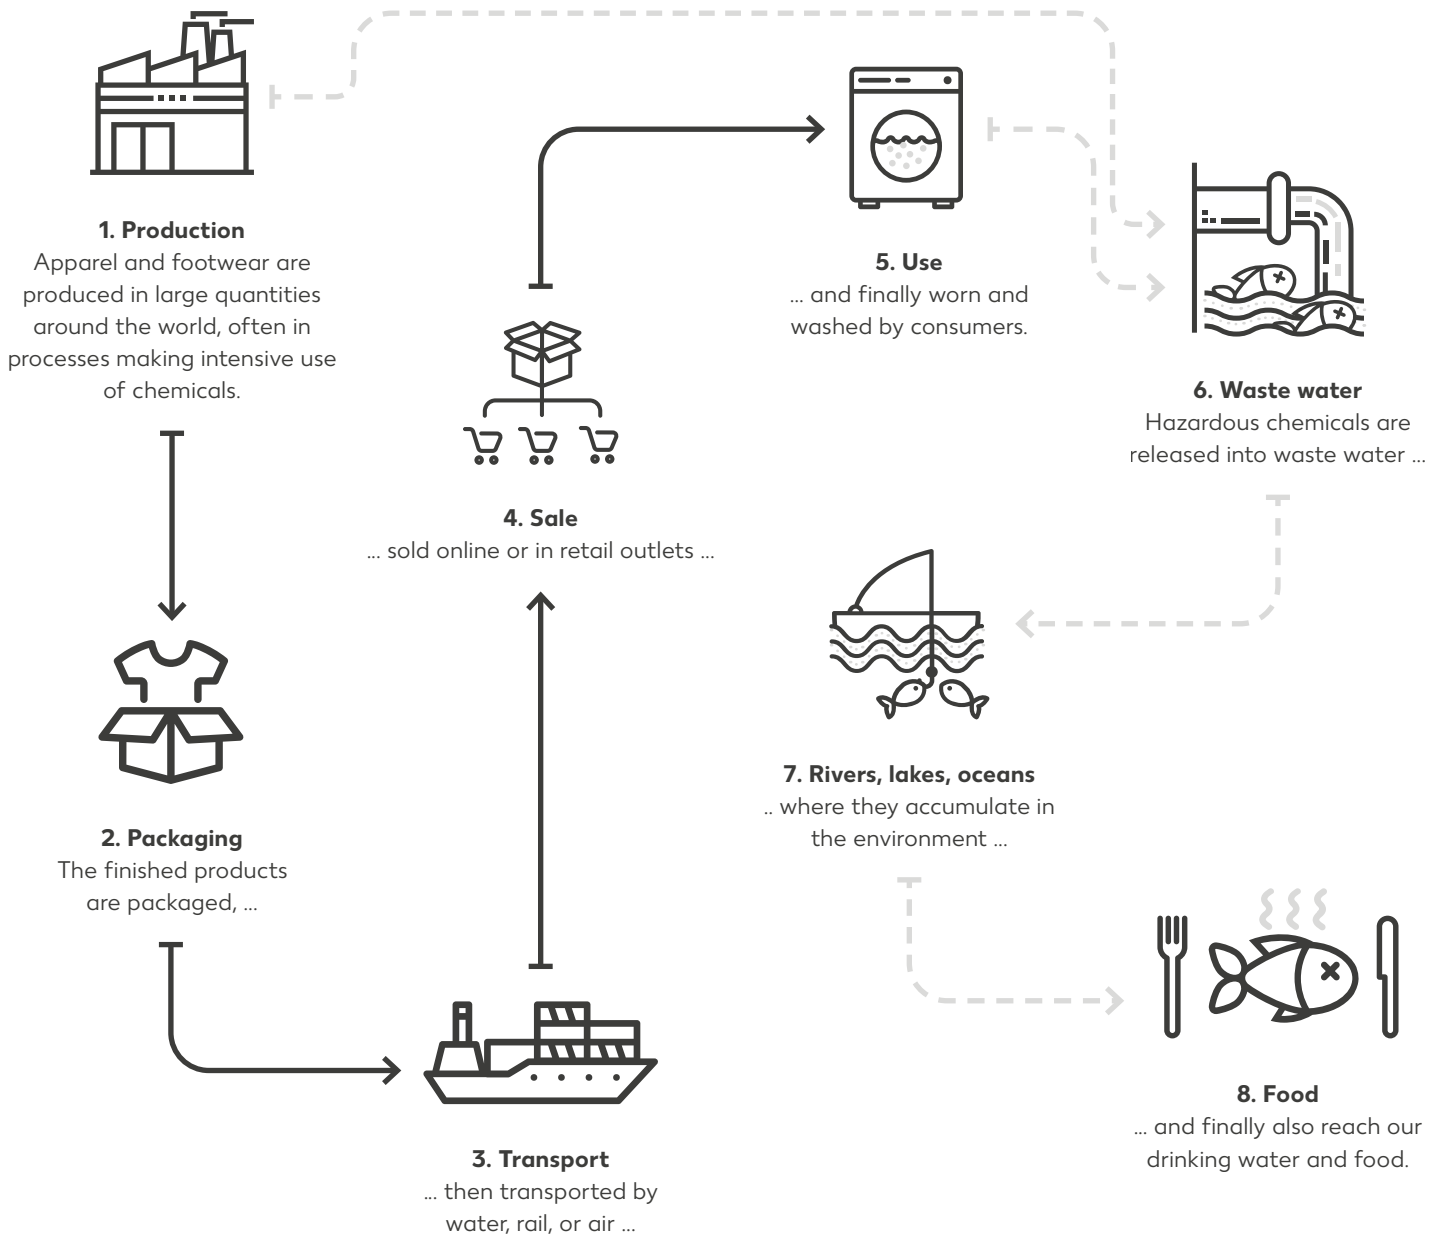 1. Production
Apparel and footwear are
produced in large quantities
around the world, often in
processes making intensive use
of chemicals.
2. Packaging
The finished products
are packaged, ...
3. Transport
... then transported by
water, rail, or air ...
4. Sale
... sold online or in retail outlets ...
5. Use
... and finally worn and
washed by consumers.
6. Waste water
Hazardous chemicals are
released into waste water ...
7. Rivers, lakes, oceans
.. where they accumulate in
the environment ...
8. Food
... and finally also reach our
drinking water and food.